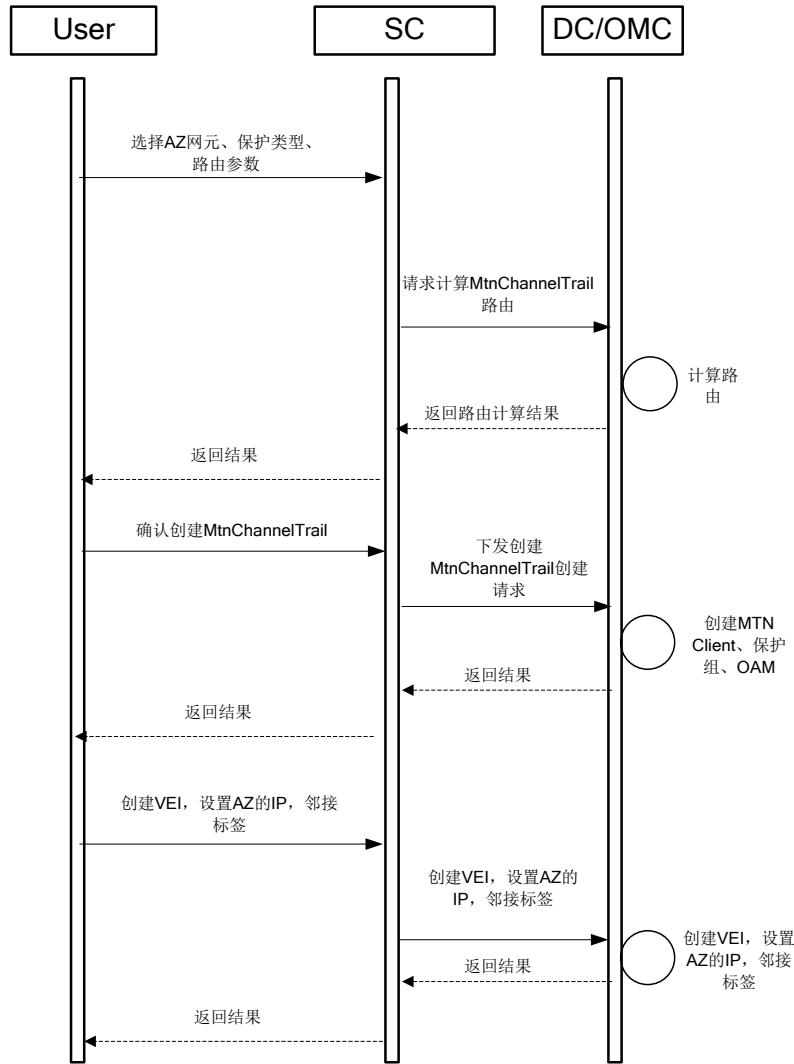 User
SC
DC/OMC
选择AZ网元、保护类型、
路由参数
请求计算MtnChannelTrail
路由
计算路
由
返回路由计算结果
返回结果
确认创建MtnChannelTrail
下发创建
MtnChannelTrail创建
请求
创建MTN
Client、保护
组、OAM
返回结果
返回结果
创建VEI，设置AZ的IP，邻接
标签
创建VEI，设置AZ的
IP，邻接标签
创建VEI，设置
AZ的IP，邻接
标签
返回结果
返回结果